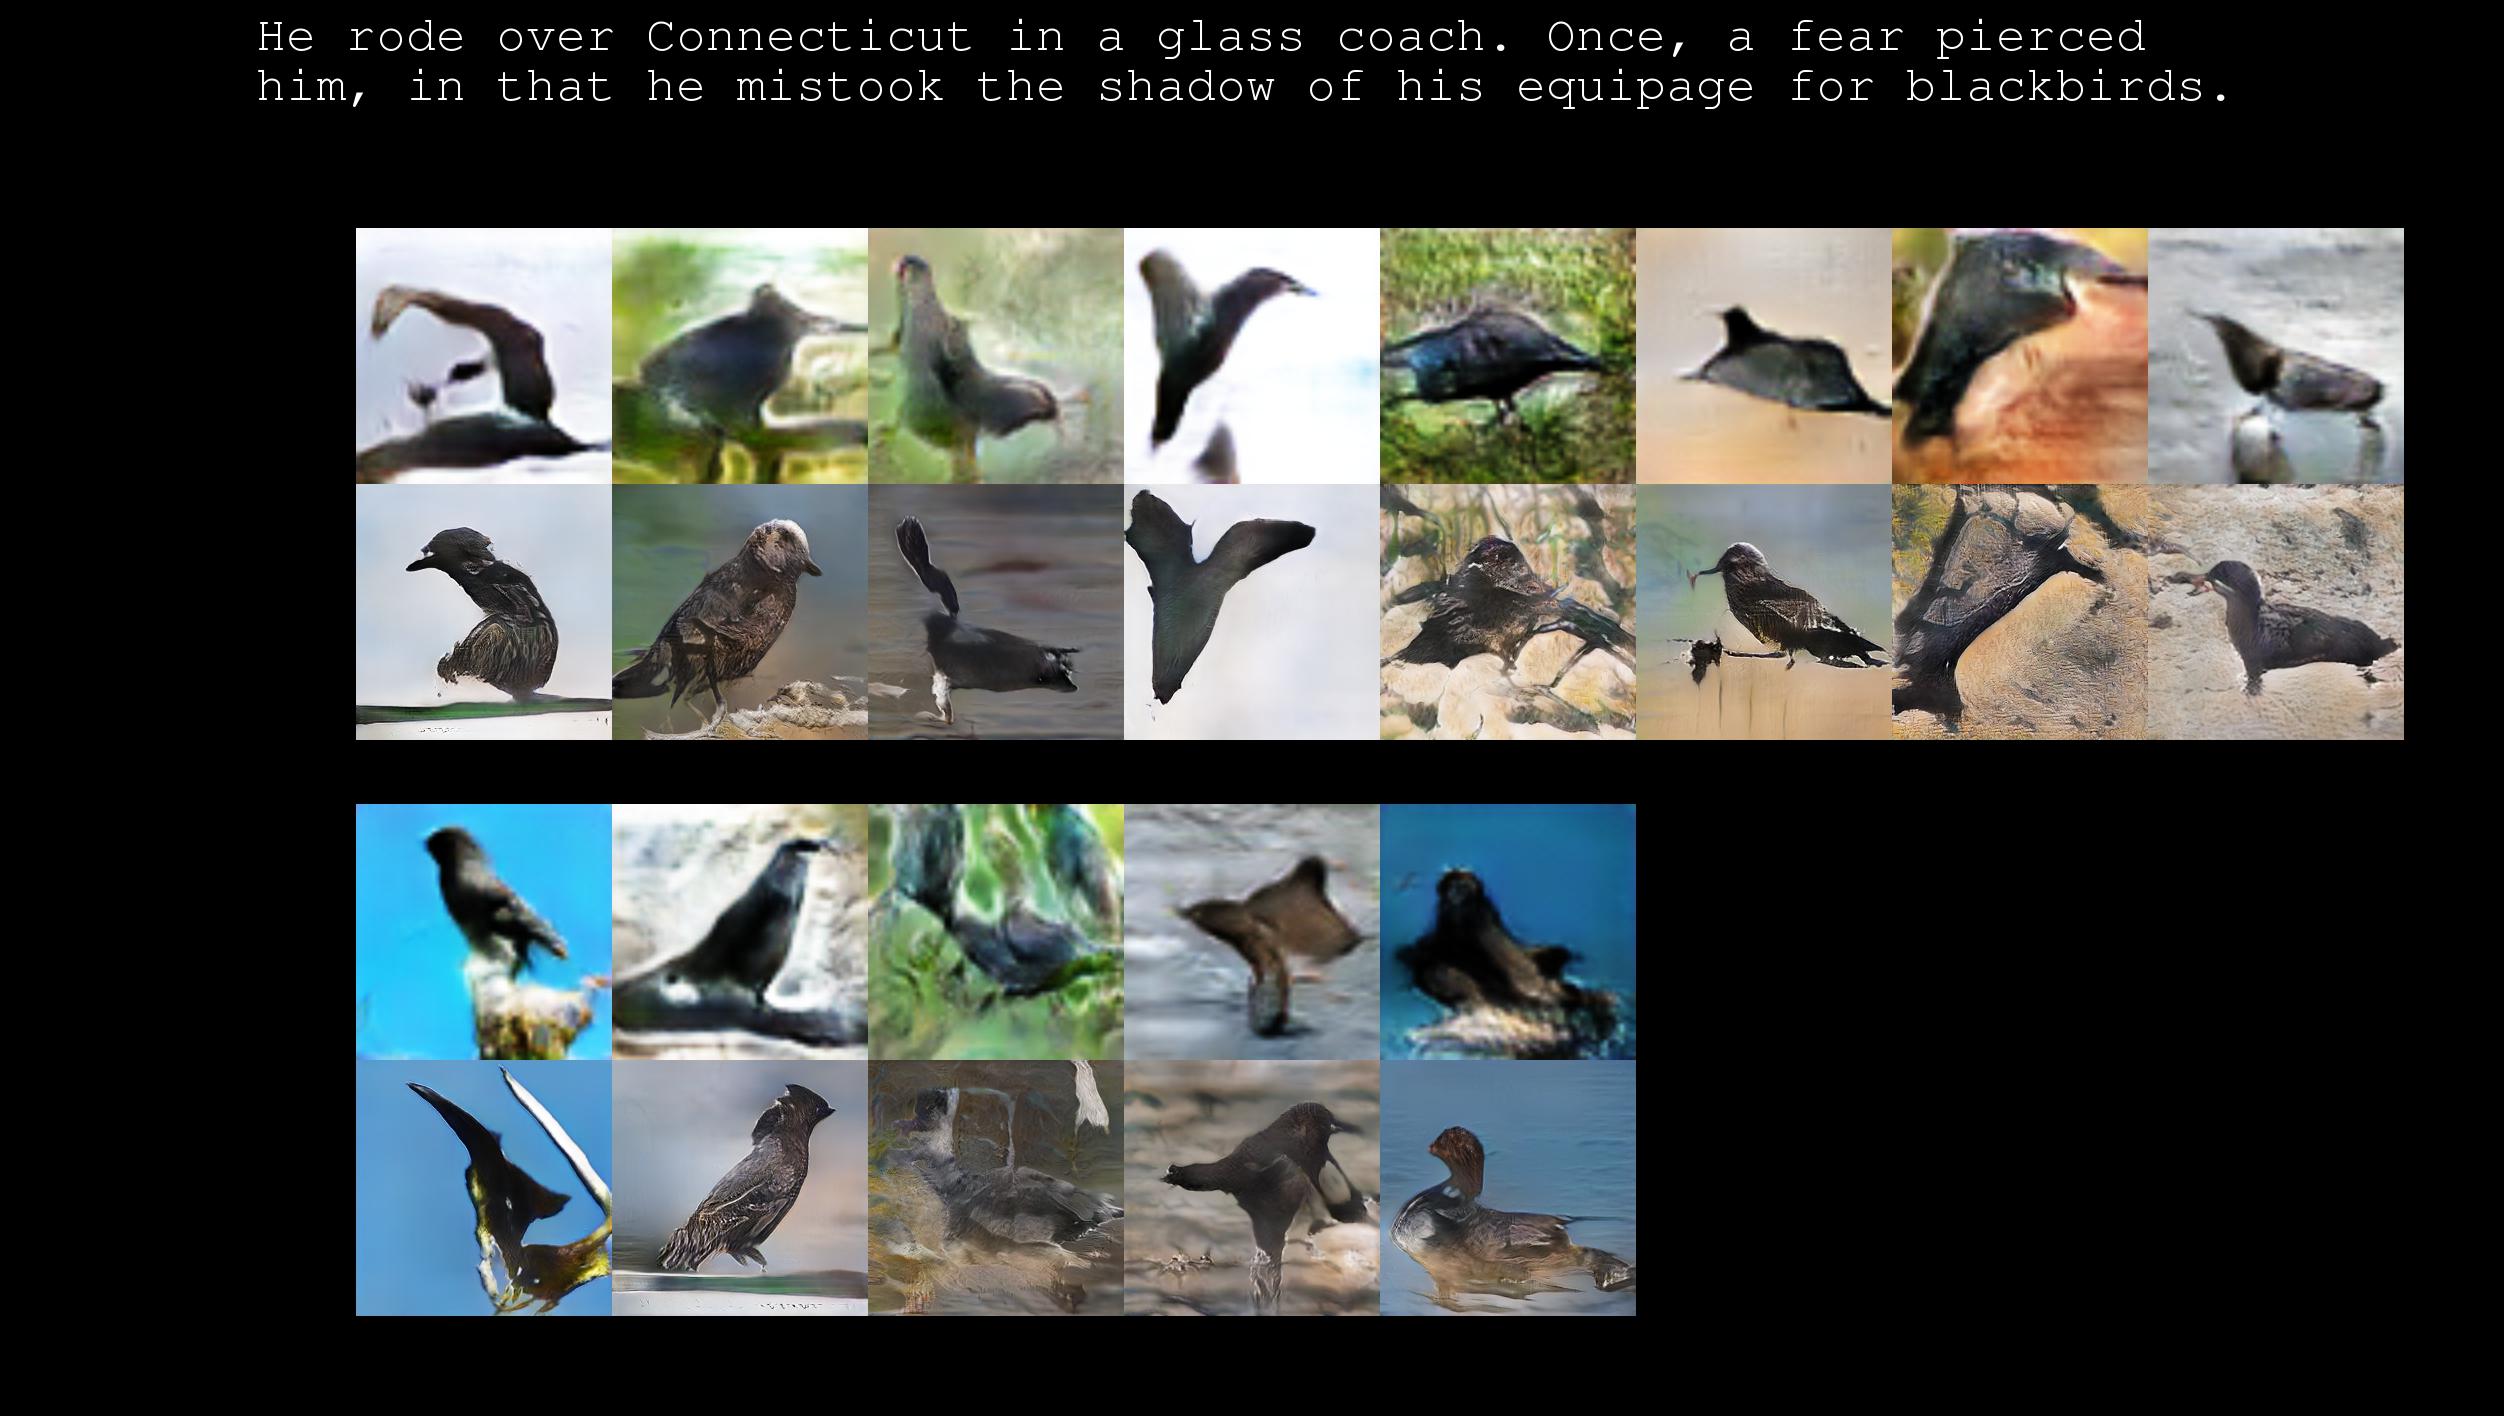 He rode over Connecticut in a glass coach. Once, a fear pierced
him, in that he mistook the shadow of his equipage for blackbirds.